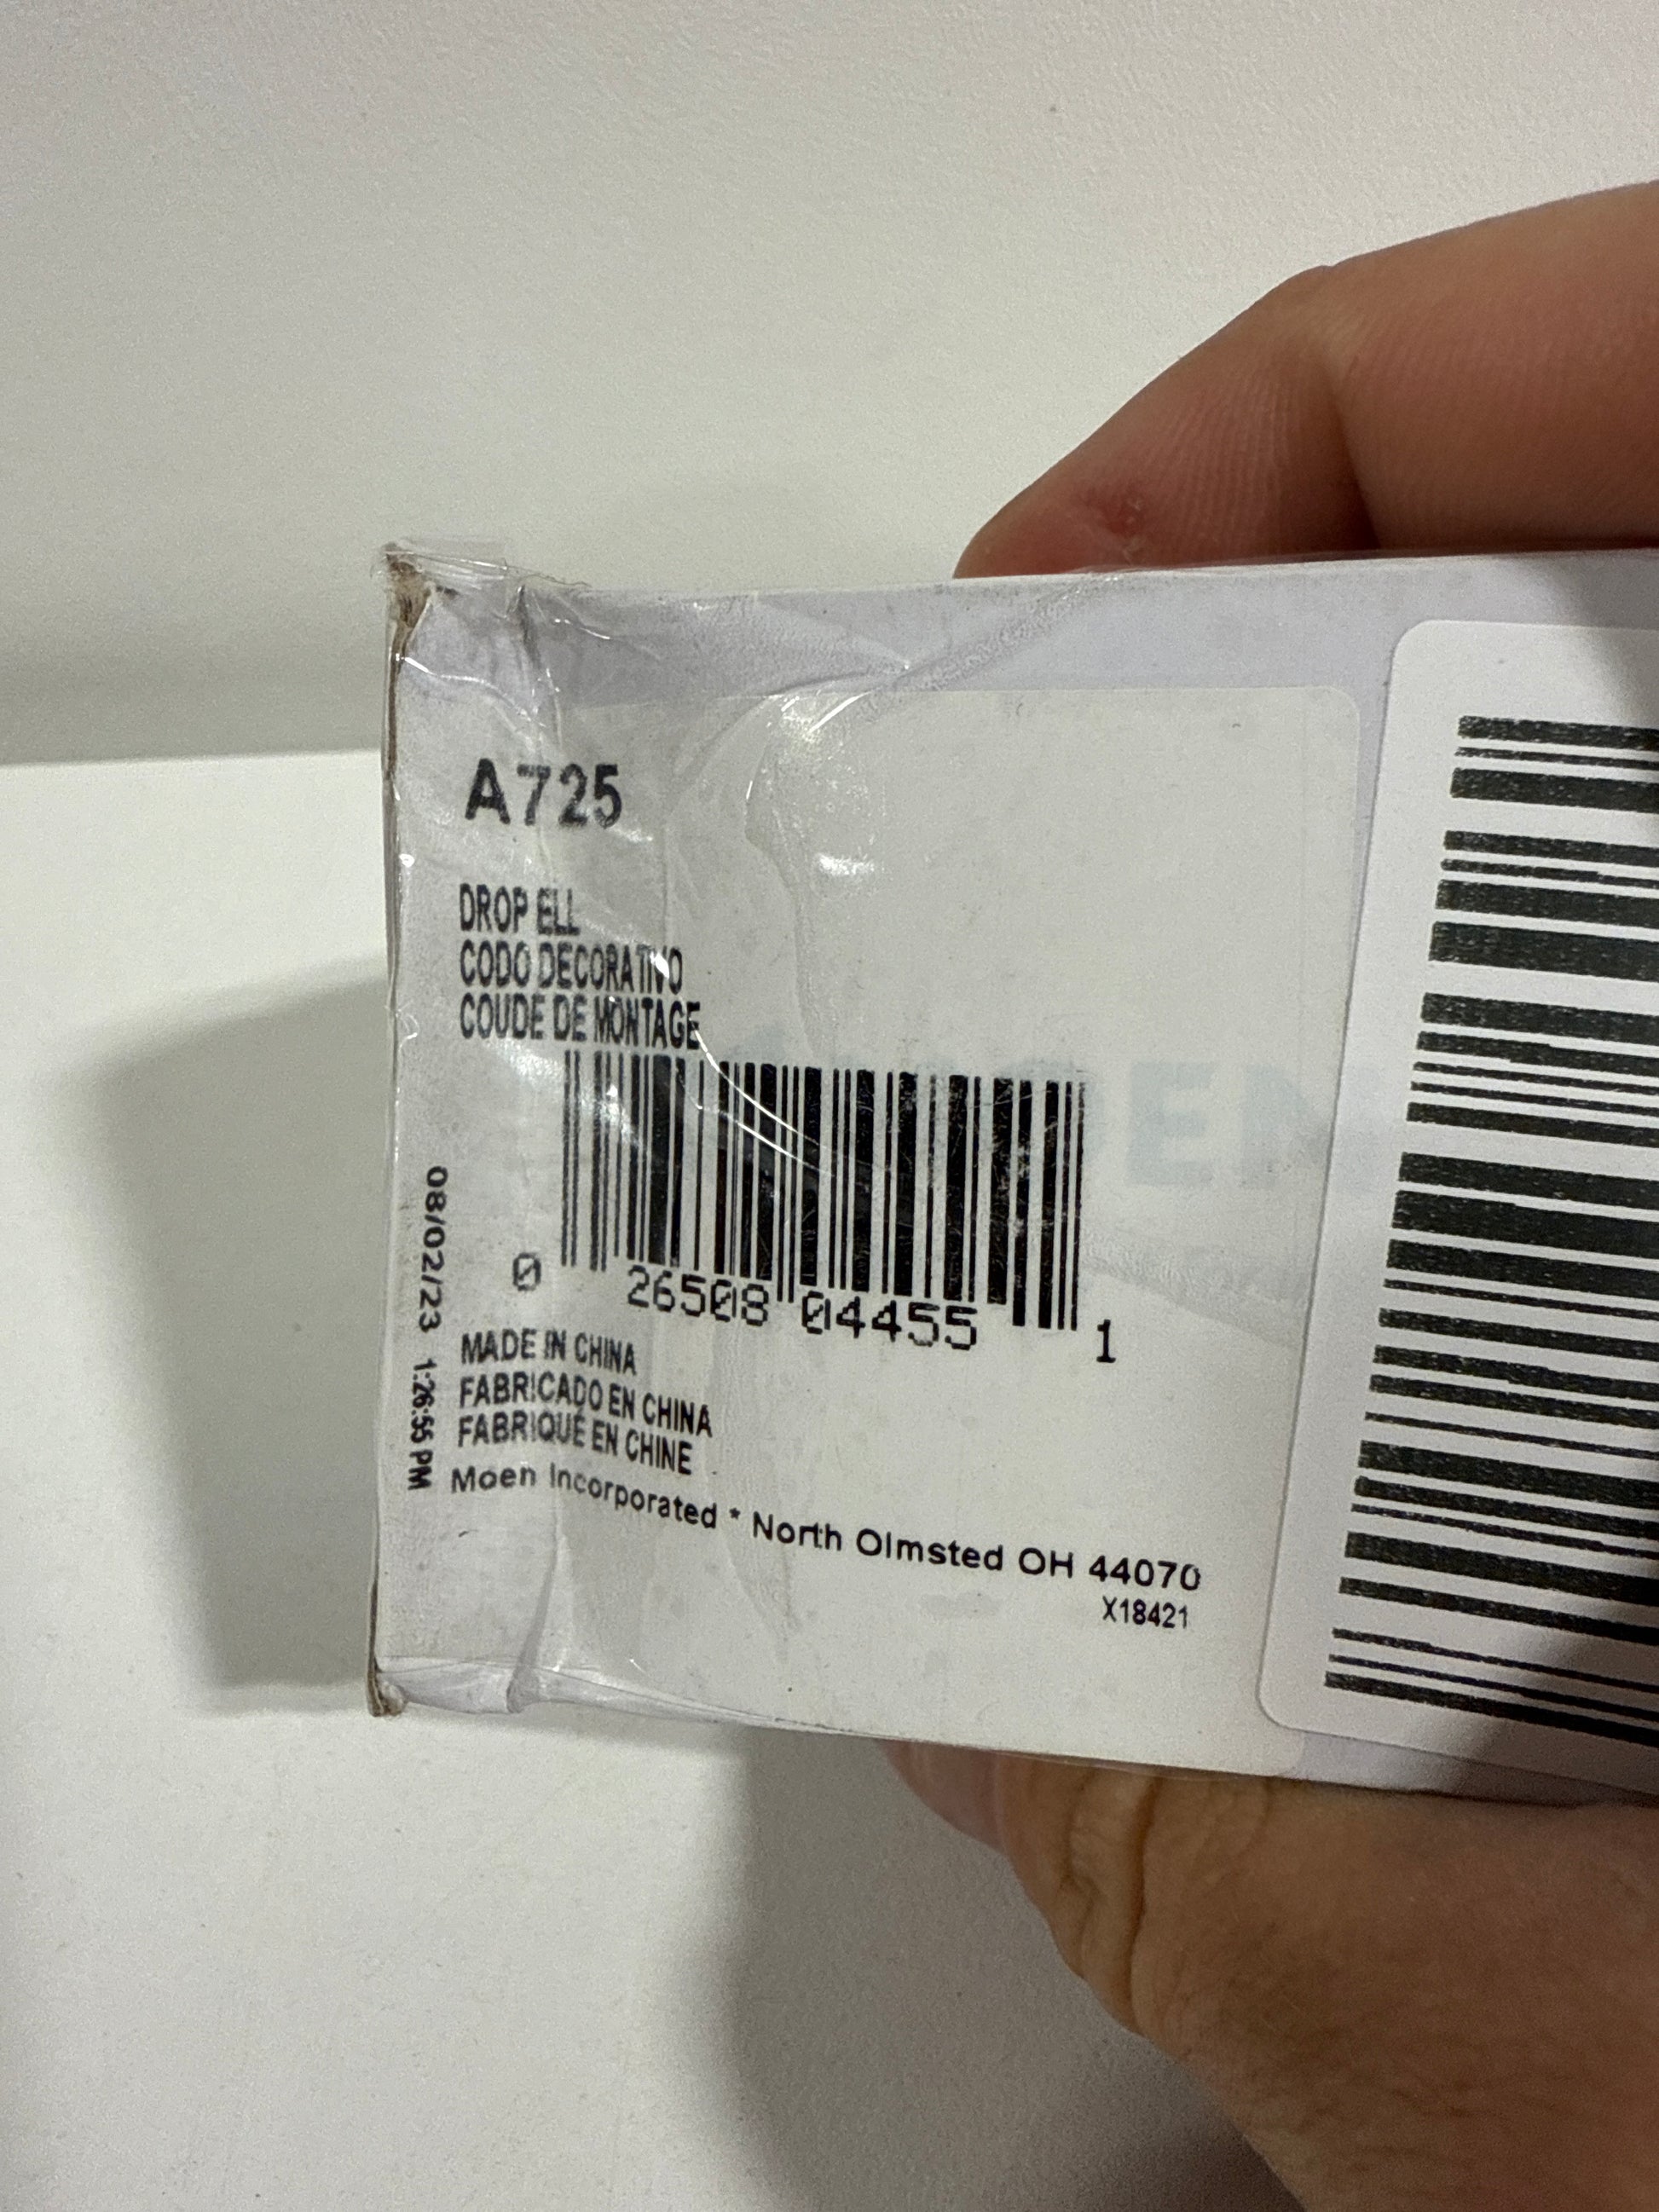 A725
DROP ELL
CODO DECORATIVO
COUDE DE MONTAGE
0 26508 04455 1
08/02/23 1:26:55 PM
MADE IN CHINA
FABRICADO EN CHINA
FABRIQUÉ EN CHINE
Moen Incorporated * North Olmsted OH 44070
X18421